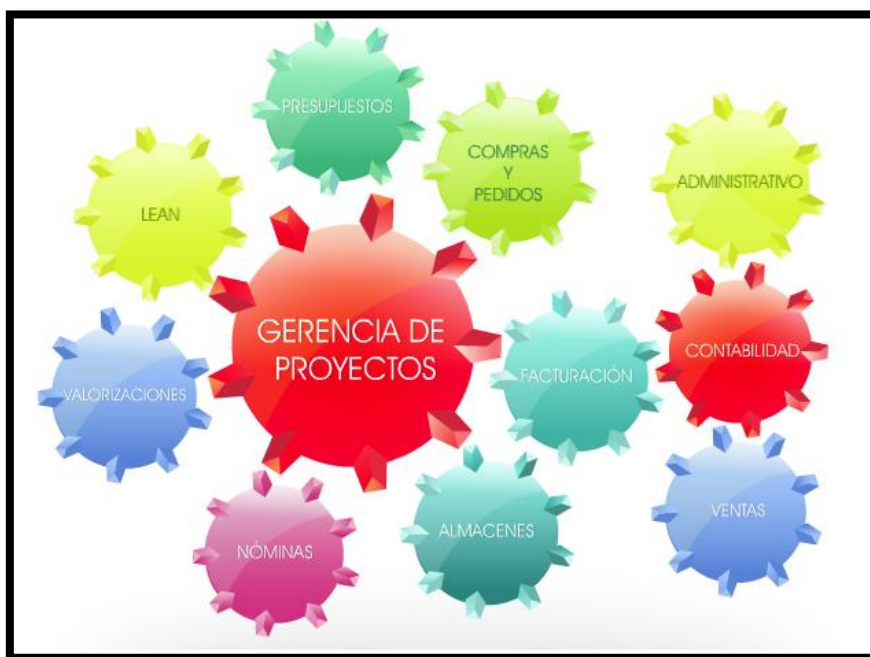 PRESUPUESTOS
COMPRAS
Y
PEDIDOS
ADMINISTRATIVO
LEAN
GERENCIA DE
PROYECTOS
CONTABILIDAD
FACTURACIÓN
VALORIZACIONES
VENTAS
ALMACENES
NÓMINAS